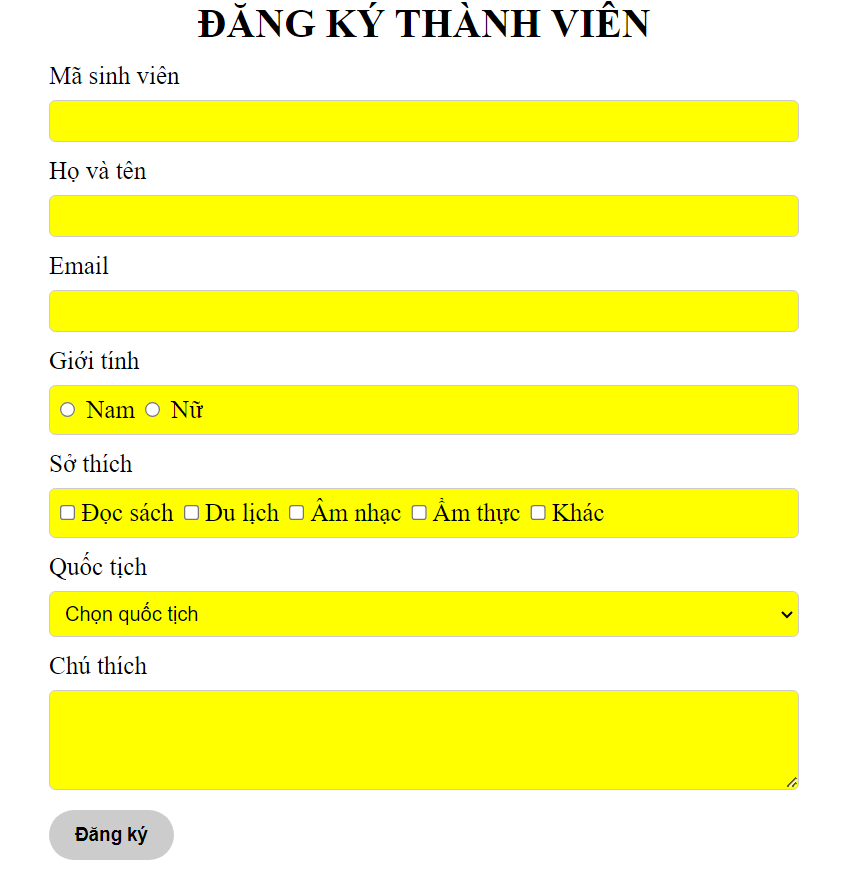 ĐĂNG KÝ THÀNH VIÊN
Mã sinh viên
Họ và tên
Email
Giới tính
Nam Nữ
Sở thích
Đọc sách Du lịch Âm nhạc Ẩm thực Khác
Quốc tịch
Chọn quốc tịch
Chú thích
Đăng ký